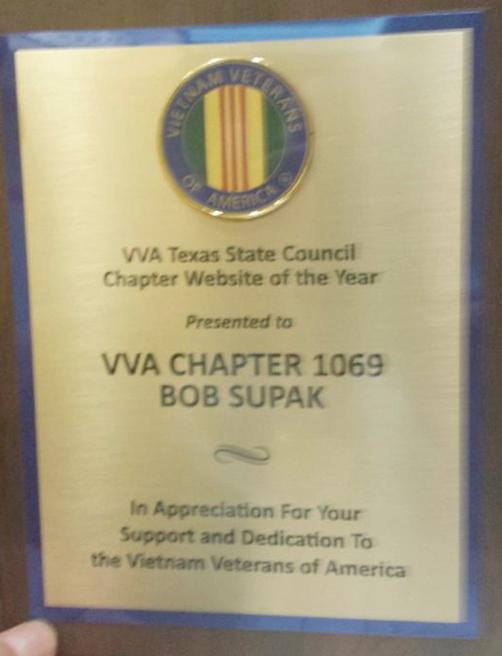 VIETNAM VETERANS
OF AMERICA ®
VVA Texas State Council
Chapter Website of the Year
Presented to
VVA CHAPTER 1069
BOB SUPAK
In Appreciation For Your
Support and Dedication To
the Vietnam Veterans of America